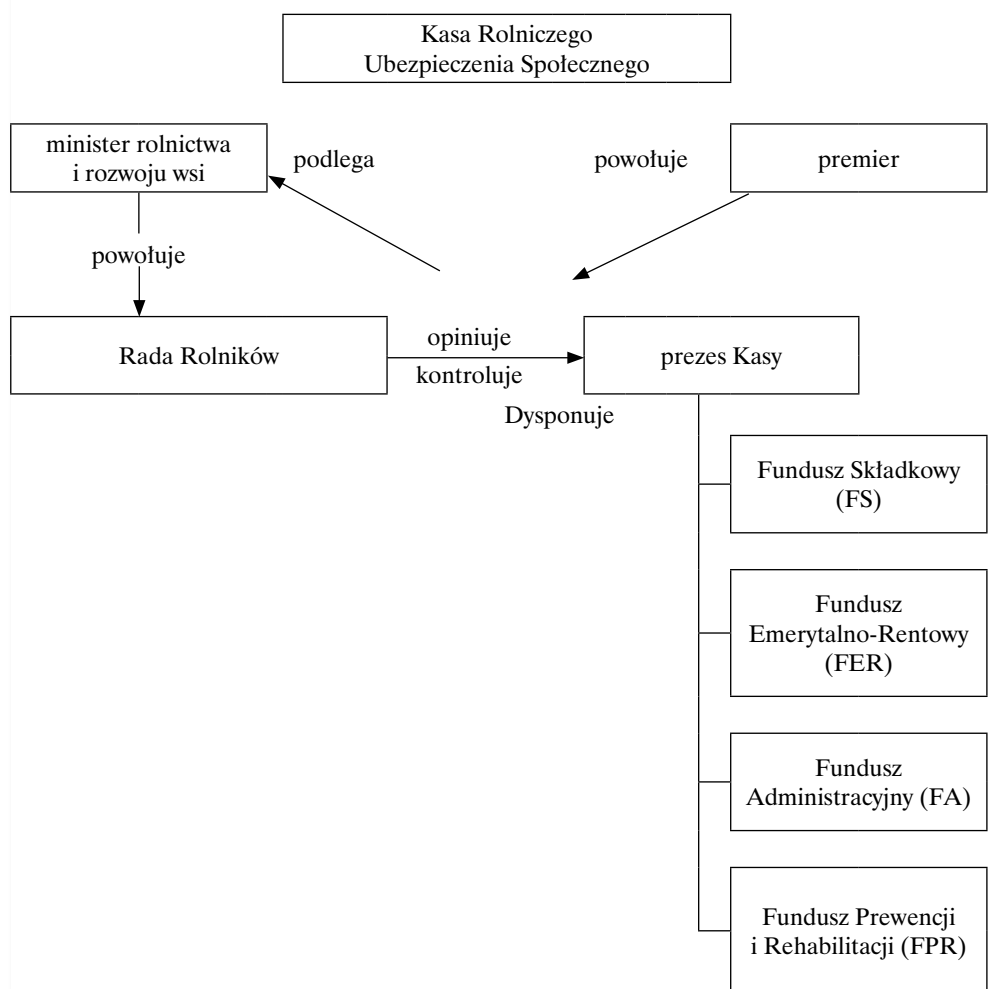 Kasa Rolniczego
Ubezpieczenia Społecznego
minister rolnictwa
i rozwoju wsi
podlega
powołuje
premier
powołuje
Rada Rolników
opiniuje
kontroluje
prezes Kasy
Dysponuje
Fundusz Składkowy
(FS)
Fundusz
Emerytalno-Rentowy
(FER)
Fundusz
Administracyjny (FA)
Fundusz Prewencji
i Rehabilitacji (FPR)